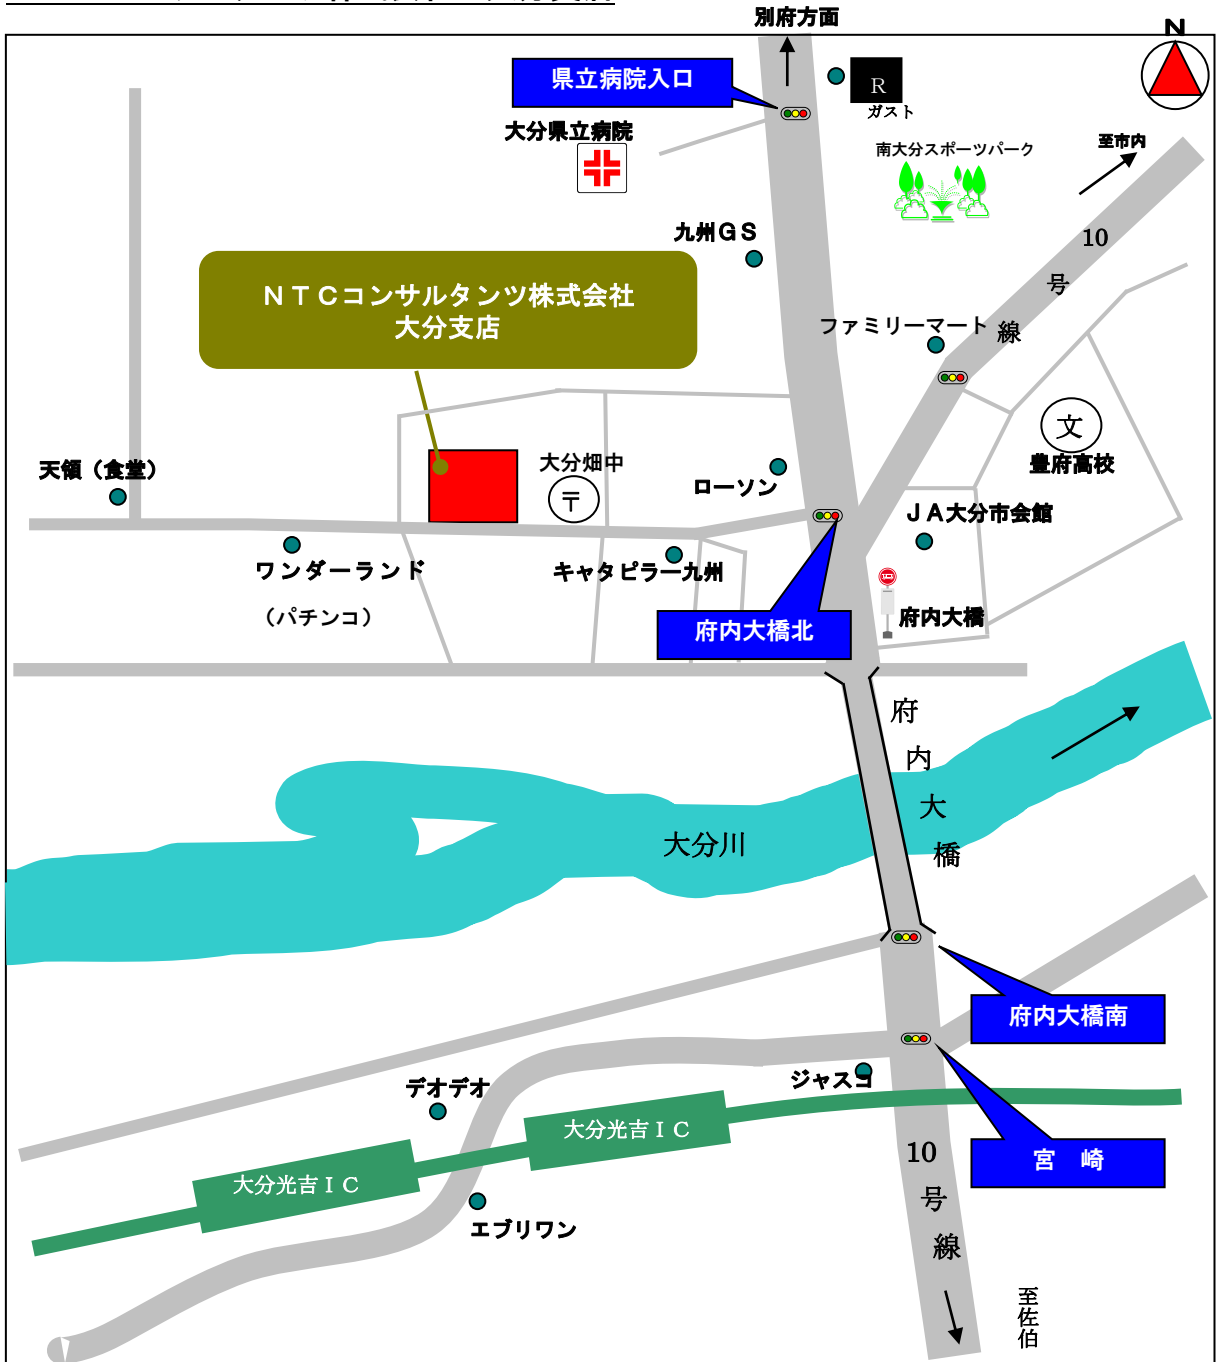 別府方面
N
県立病院入口
R
ガスト
大分県立病院
南大分スポーツパーク
至市内
九州GS
10
号
線
NTCコンサルタンツ株式会社
大分支店
ファミリーマート
文
豊府高校
天領（食堂）
大分畑中
〒
ローソン
JA大分市会館
ワンダーランド
（パチンコ）
キャタピラー九州
府内大橋北
府内大橋
府
内
大
橋
大分川
府内大橋南
ジャスコ
デオデオ
大分光吉IC
大分光吉IC
宮　崎
エブリワン
10
号
線
至佐伯